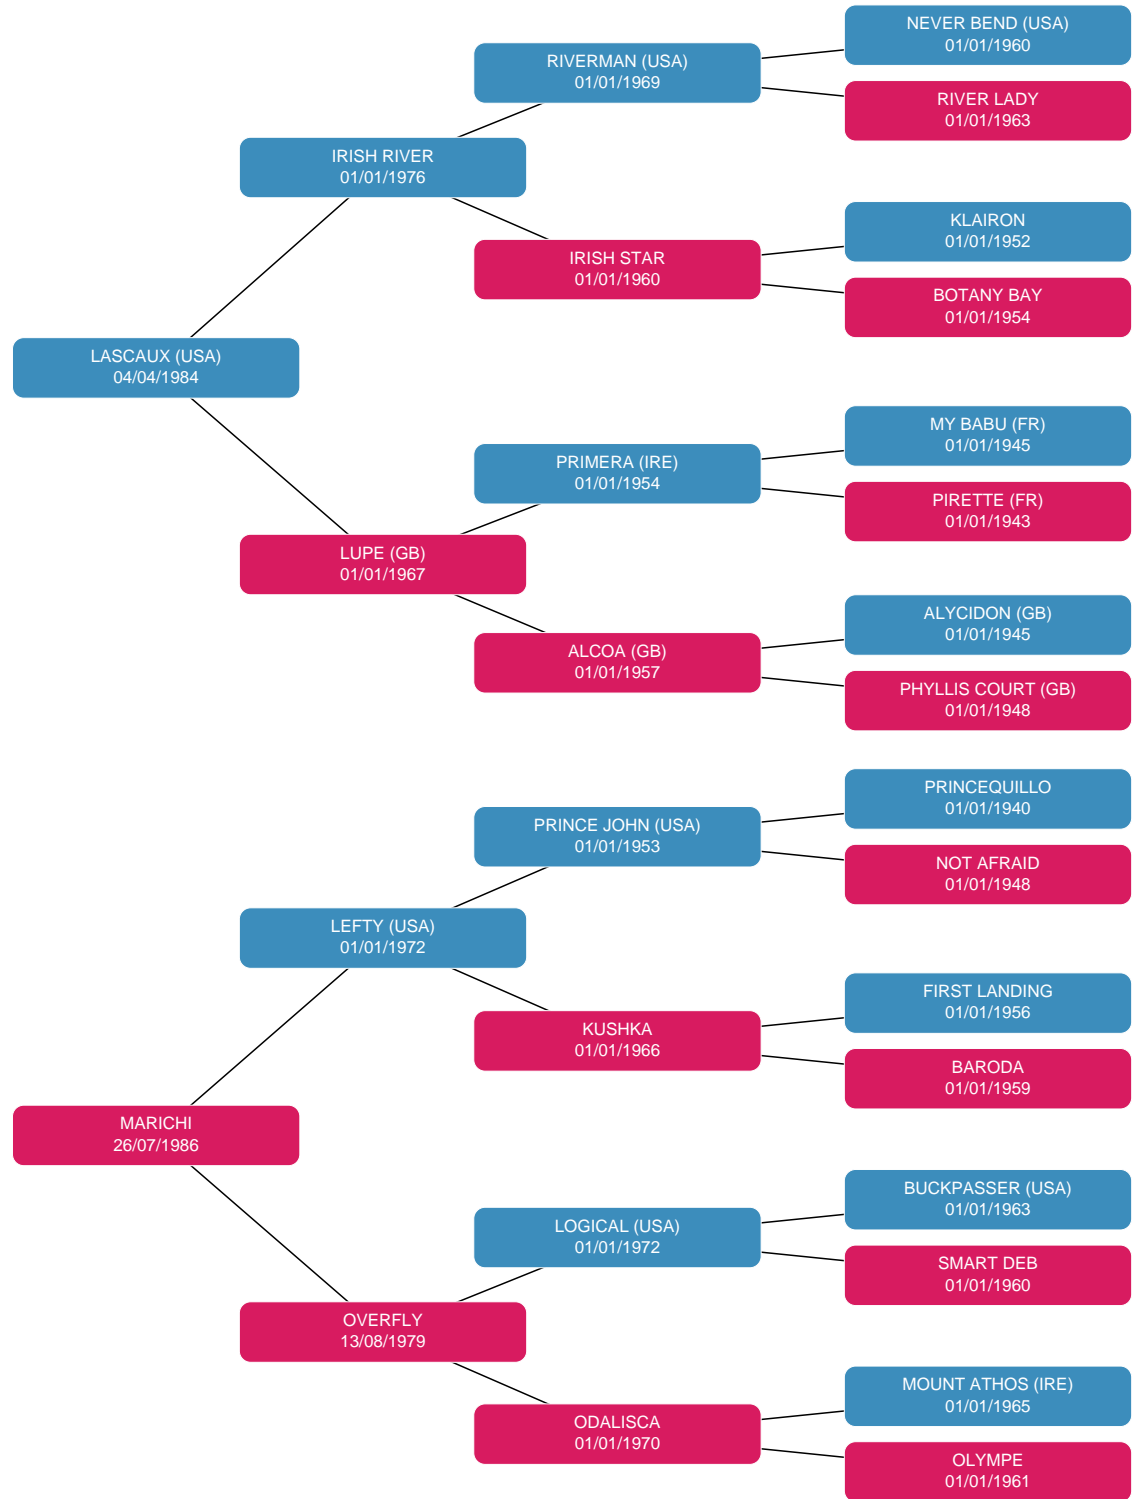 NEVER BEND (USA)
01/01/1960
RIVERMAN (USA)
01/01/1969
RIVER LADY
01/01/1963
IRISH RIVER
01/01/1976
KLAIRON
01/01/1952
IRISH STAR
01/01/1960
BOTANY BAY
01/01/1954
LASCAUX (USA)
04/04/1984
MY BABU (FR)
01/01/1945
PRIMERA (IRE)
01/01/1954
PIRETTE (FR)
01/01/1943
LUPE (GB)
01/01/1967
ALYCIDON (GB)
01/01/1945
ALCOA (GB)
01/01/1957
PHYLLIS COURT (GB)
01/01/1948
PRINCEQUILLO
01/01/1940
PRINCE JOHN (USA)
01/01/1953
NOT AFRAID
01/01/1948
LEFTY (USA)
01/01/1972
FIRST LANDING
01/01/1956
KUSHKA
01/01/1966
BARODA
01/01/1959
MARICHI
26/07/1986
BUCKPASSER (USA)
01/01/1963
LOGICAL (USA)
01/01/1972
SMART DEB
01/01/1960
OVERFLY
13/08/1979
MOUNT ATHOS (IRE)
01/01/1965
ODALISCA
01/01/1970
OLYMPE
01/01/1961